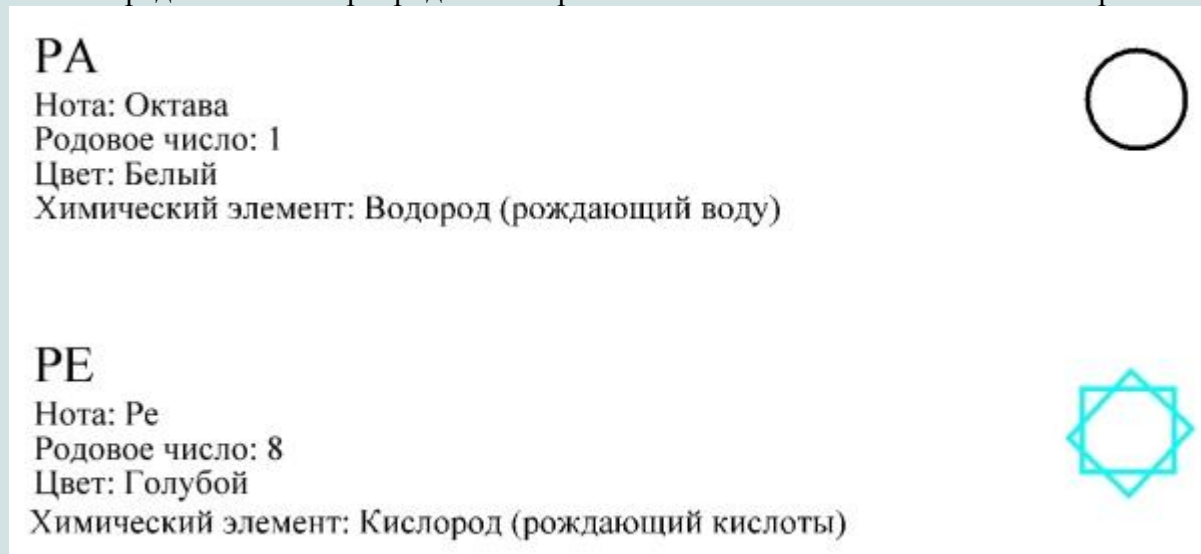 РА
Нота: Октава
Родовое число: 1
Цвет: Белый
Химический элемент: Водород (рождающий воду)
РЕ
Нота: Ре
Родовое число: 8
Цвет: Голубой
Химический элемент: Кислород (рождающий кислоты)